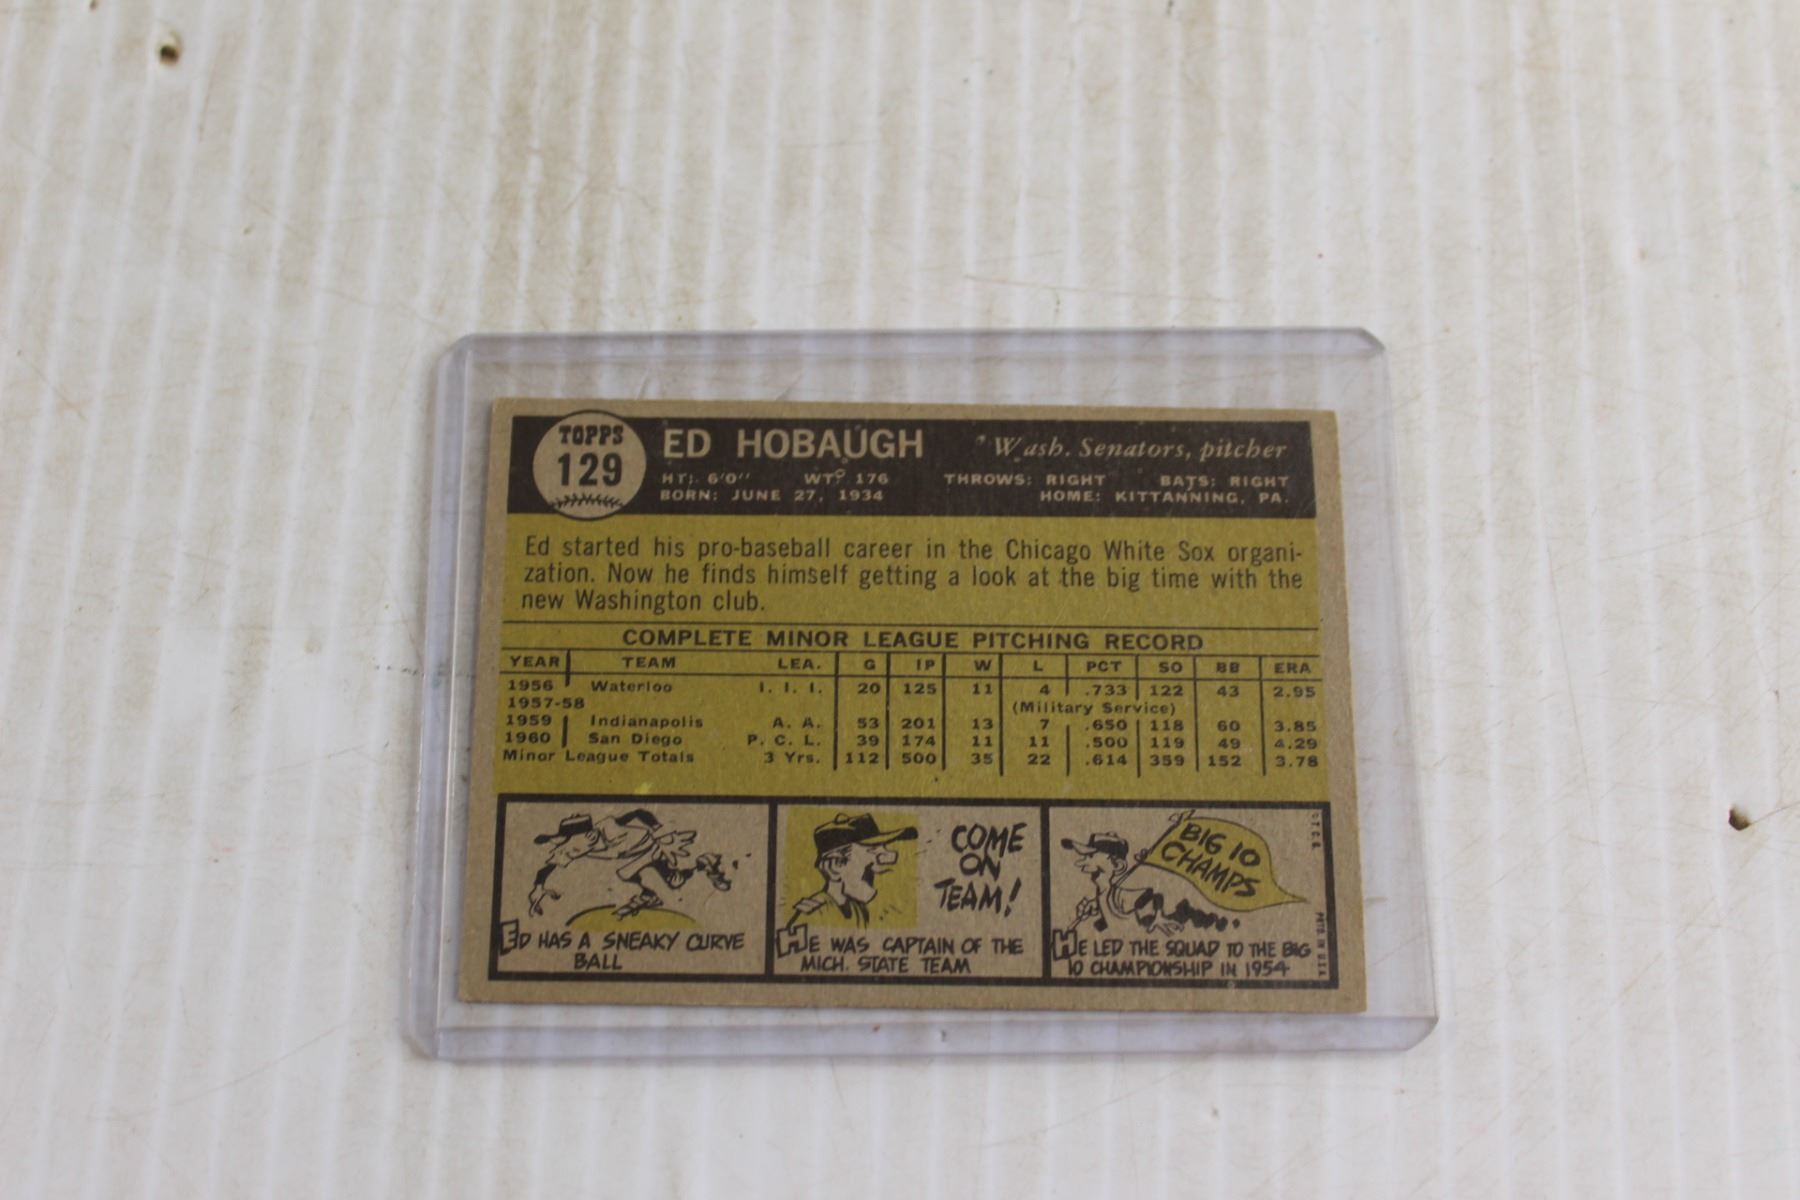 TOPPS
129
ED HOBAUGH Wash. Senators, pitcher
HT: 6'0" WT: 176 THROWS: RIGHT BATS: RIGHT
BORN: JUNE 27, 1934 HOME: KITTANNING, PA.
Ed started his pro-baseball career in the Chicago White Sox organi-
zation. Now he finds himself getting a look at the big time with the
new Washington club.
COMPLETE MINOR LEAGUE PITCHING RECORD
YEAR TEAM LEA. G IP W L PCT SO BB ERA
1956 Waterloo I. I. I. 20 125 11 4 .733 122 43 2.95
1957-58 (Military Service)
1959 Indianapolis A. A. 53 201 13 7 .650 118 60 3.85
1960 San Diego P. C. L. 39 174 11 11 .500 119 49 4.29
Minor League Totals 3 Yrs. 112 500 35 22 .614 359 152 3.78
ED HAS A SNEAKY CURVE
BALL
COME
ON
TEAM!
HE WAS CAPTAIN OF THE
MICH. STATE TEAM
BIG 10
CHAMPS
HE LED THE SQUAD TO THE BIG
10 CHAMPIONSHIP IN 1954
©T.C.G. PRTD. IN U.S.A.